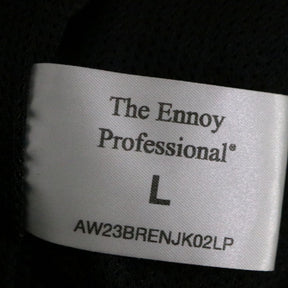 The Ennoy
Professional®
L
AW23BRENJK02LP